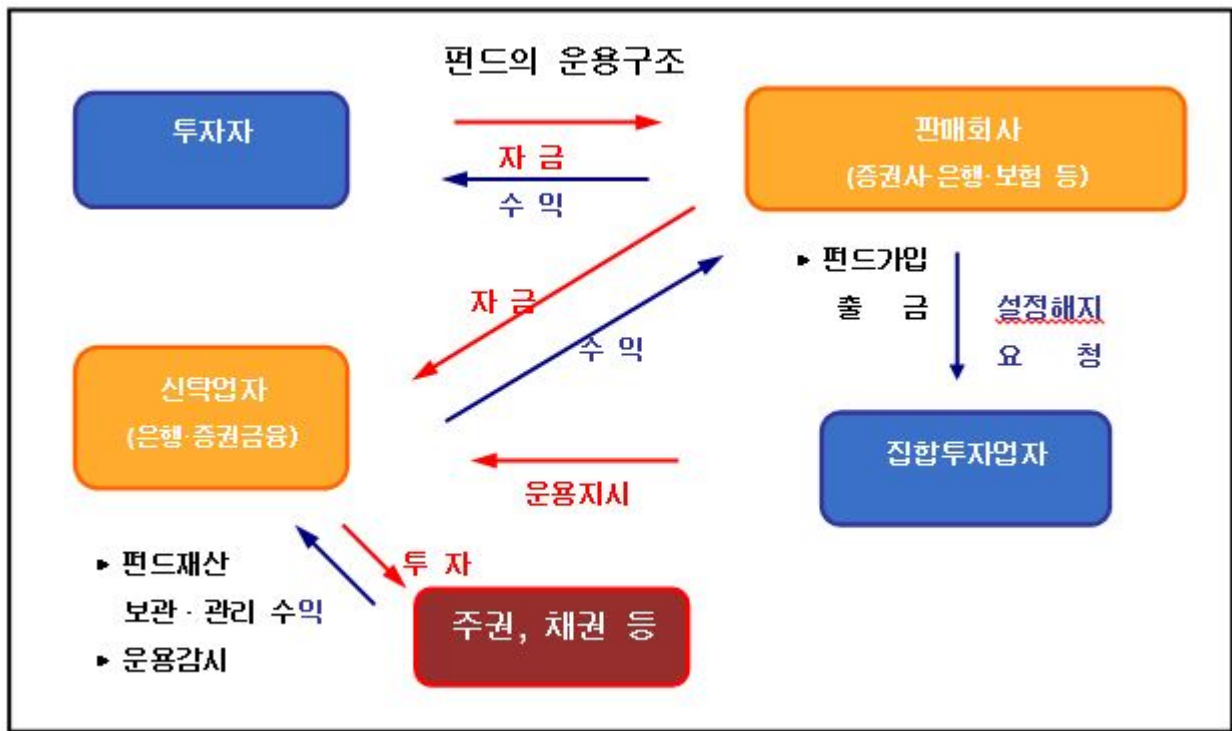 펀드의 운용구조
투자자
자 금
수 익
판매회사
(증권사·은행·보험 등)
▸ 펀드가입
출 금
설정해지
요 청
자 금
수 익
신탁업자
(은행·증권금융)
집합투자업자
운용지시
▸ 펀드재산
보관·관리 수익
▸ 운용감시
투 자
주권, 채권 등